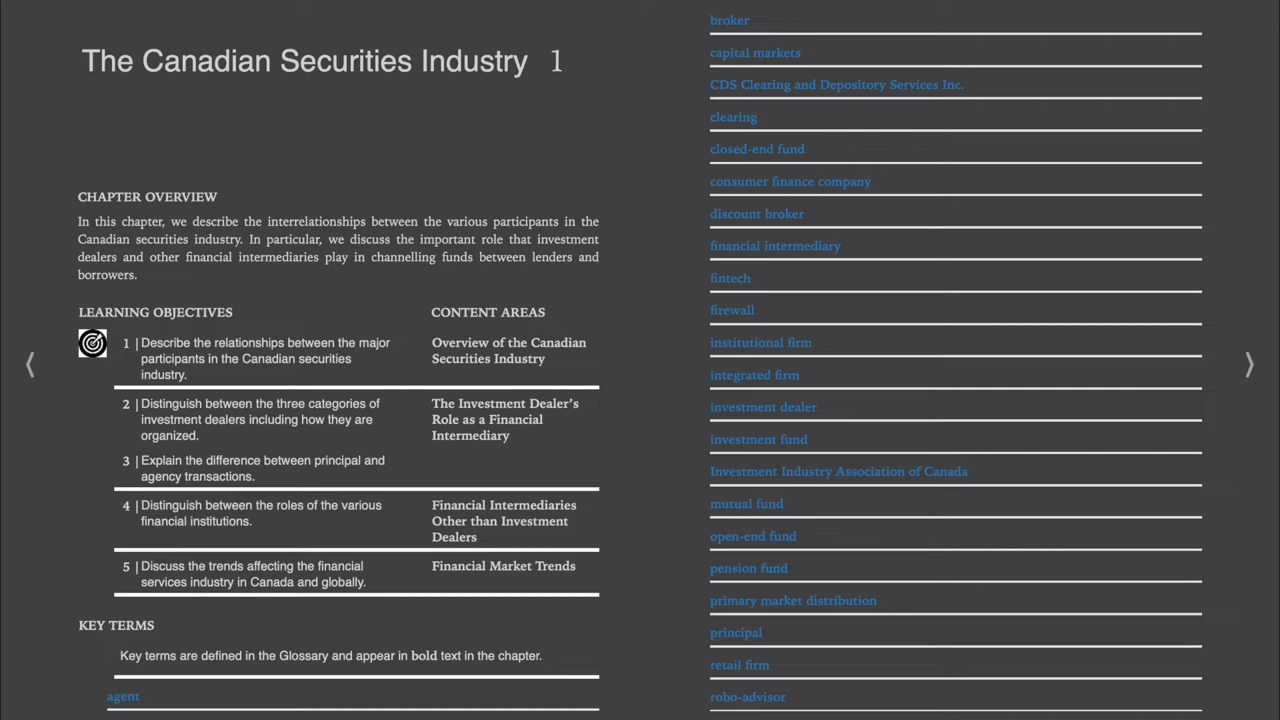 The Canadian Securities Industry 1
CHAPTER OVERVIEW
In this chapter, we describe the interrelationships between the various participants in the
Canadian securities industry. In particular, we discuss the important role that investment
dealers and other financial intermediaries play in channelling funds between lenders and
borrowers.
LEARNING OBJECTIVES
CONTENT AREAS
1 | Describe the relationships between the major
participants in the Canadian securities
industry.
Overview of the Canadian
Securities Industry
2 | Distinguish between the three categories of
investment dealers including how they are
organized.
The Investment Dealer's
Role as a Financial
Intermediary
3 | Explain the difference between principal and
agency transactions.
4 | Distinguish between the roles of the various
financial institutions.
Financial Intermediaries
Other than Investment
Dealers
5 | Discuss the trends affecting the financial
services industry in Canada and globally.
Financial Market Trends
KEY TERMS
Key terms are defined in the Glossary and appear in bold text in the chapter.
agent
broker
capital markets
CDS Clearing and Depository Services Inc.
clearing
closed-end fund
consumer finance company
discount broker
financial intermediary
fintech
firewall
institutional firm
integrated firm
investment dealer
investment fund
Investment Industry Association of Canada
mutual fund
open-end fund
pension fund
primary market distribution
principal
retail firm
robo-advisor